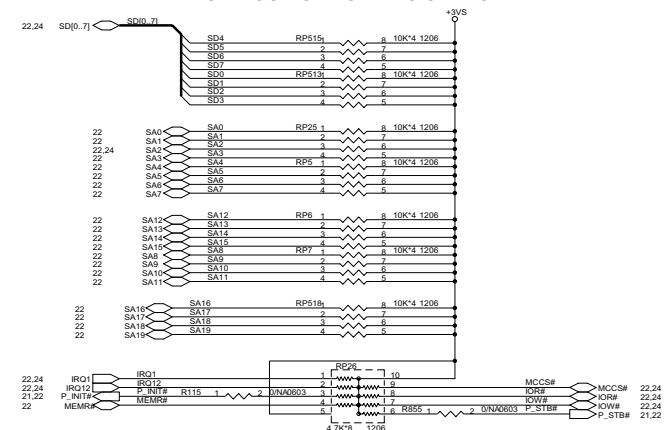 +3VS
22,24 SD[0..7] SD[0..7]
SD4 RP515 1 8 10K*4 1206
SD5 2 7
SD6 3 6
SD7 4 5
SD0 RP513 1 8 10K*4 1206
SD1 2 7
SD2 3 6
SD3 4 5
22 SA0 SA0 RP25 1 8 10K*4 1206
22 SA1 SA1 2 7
22,24 SA2 SA2 3 6
22 SA3 SA3 4 5
22 SA4 SA4 RP5 1 8 10K*4 1206
22 SA5 SA5 2 7
22 SA6 SA6 3 6
22 SA7 SA7 4 5
22 SA12 SA12 RP6 1 8 10K*4 1206
22 SA13 SA13 2 7
22 SA14 SA14 3 6
22 SA15 SA15 4 5
22 SA8 SA8 RP7 1 8 10K*4 1206
22 SA9 SA9 2 7
22 SA10 SA10 3 6
22 SA11 SA11 4 5
22 SA16 SA16 RP518 1 8 10K*4 1206
22 SA17 SA17 2 7
22 SA18 SA18 3 6
22 SA19 SA19 4 5
RP26
22,24 IRQ1 IRQ1 1 10
22,24 IRQ12 IRQ12 2 9 MCCS# MCCS# 22,24
21,22 P_INIT# P_INIT# R115 1 2 0/NA0603 3 8 IOR# IOR# 22,24
22 MEMR# MEMR# 4 7 IOW# IOW# 22,24
5 6 R855 1 2 0/NA0603 P_STB# P_STB# 21,22
4.7K*8 1206